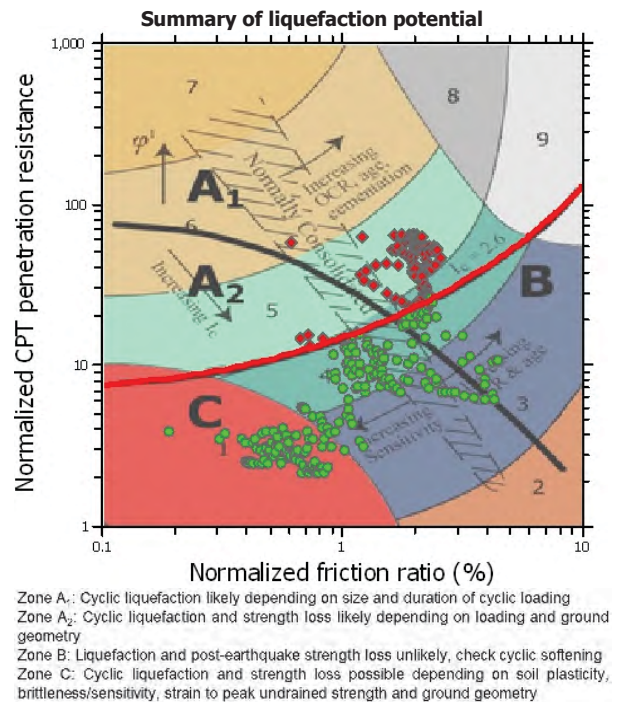 Summary of liquefaction potential
Normalized CPT penetration resistance
1,000
100
10
1
7
8
9
φ'
A1
Increasing
OCR, age,
cementation
Normally Consolidated
6
A2
Increasing Ic
5
Ic = 2.6
B
4
C
1
Increasing
OCR & age
3
Increasing
Sensitivity
2
0.1
1
10
Normalized friction ratio (%)
Zone A1: Cyclic liquefaction likely depending on size and duration of cyclic loading
Zone A2: Cyclic liquefaction and strength loss likely depending on loading and ground
geometry
Zone B: Liquefaction and post-earthquake strength loss unlikely, check cyclic softening
Zone C: Cyclic liquefaction and strength loss possible depending on soil plasticity,
brittleness/sensitivity, strain to peak undrained strength and ground geometry